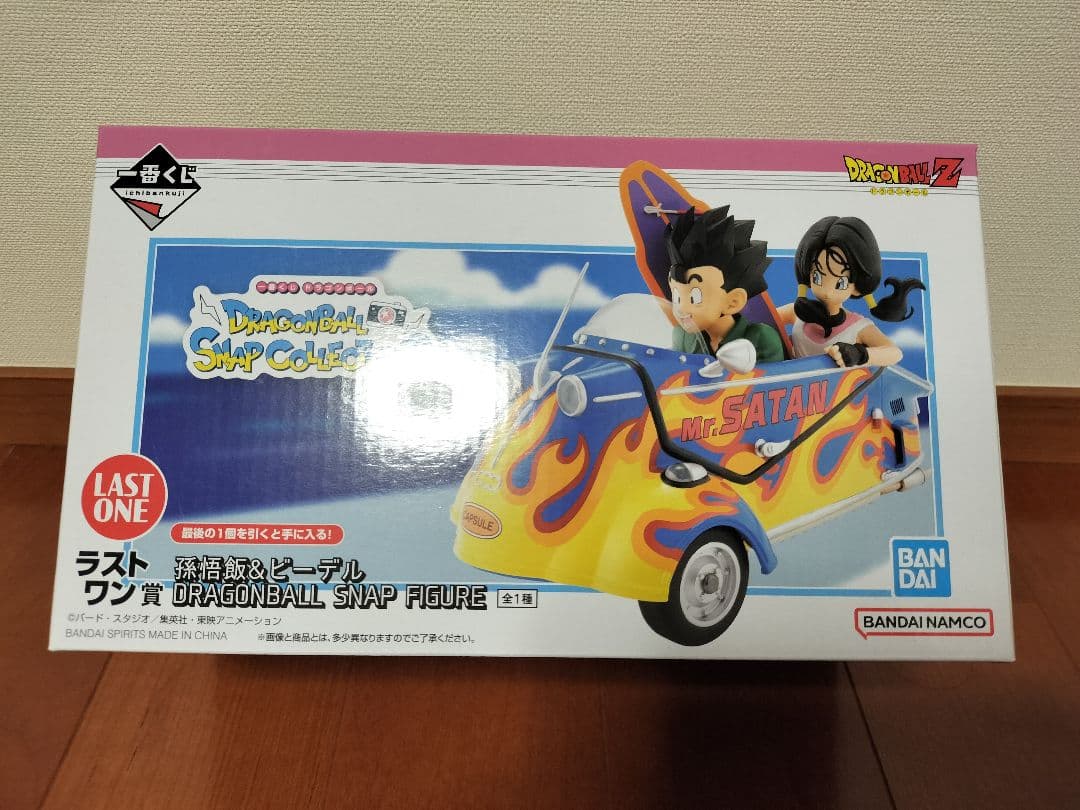 一番くじ
ichibankuji
DRAGONBALL Z
一番くじ ドラゴンボール
DRAGONBALL
SNAP COLLECT
Mr. SATAN
CAPSULE
LAST
ONE
最後の1個を引くと手に入る!
ラスト
ワン賞
孫悟飯&ビーデル
DRAGONBALL SNAP FIGURE 全1種
©バード・スタジオ/集英社・東映アニメーション
BANDAI SPIRITS MADE IN CHINA ※画像と商品とは、多少異なりますのでご了承ください。
BAN
DAI
BANDAI NAMCO